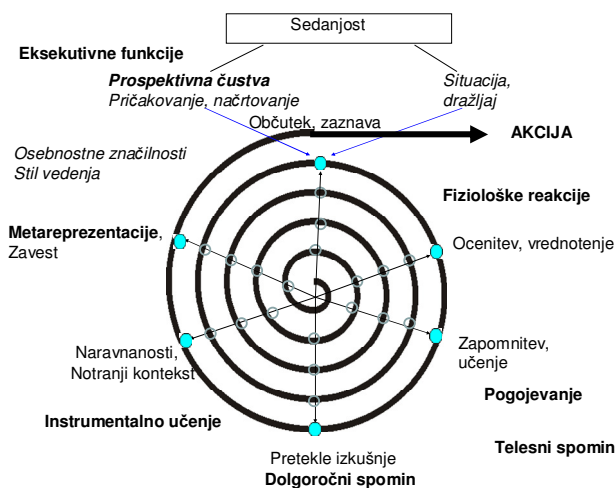 Sedanjost
Eksekutivne funkcije
Prospektivna čustva
Pričakovanje, načrtovanje
Situacija,
dražljaj
Občutek, zaznava
AKCIJA
Osebnostne značilnosti
Stil vedenja
Fiziološke reakcije
Metareprezentacije,
Zavest
Ocenitev, vrednotenje
Naravnanosti,
Notranji kontekst
Zapomnitev,
učenje
Pogojevanje
Instrumentalno učenje
Telesni spomin
Pretekle izkušnje
Dolgoročni spomin